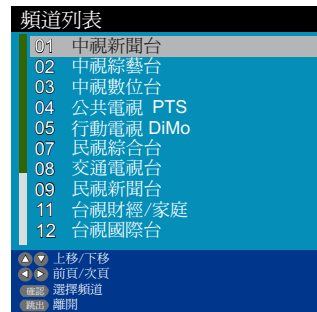 頻道列表
01 中視新聞台
02 中視綜藝台
03 中視數位台
04 公共電視 PTS
05 行動電視 DiMo
07 民視綜合台
08 交通電視台
09 民視新聞台
11 台視財經/家庭
12 台視國際台
上移/下移
前頁/次頁
確認 選擇頻道
跳出 離開